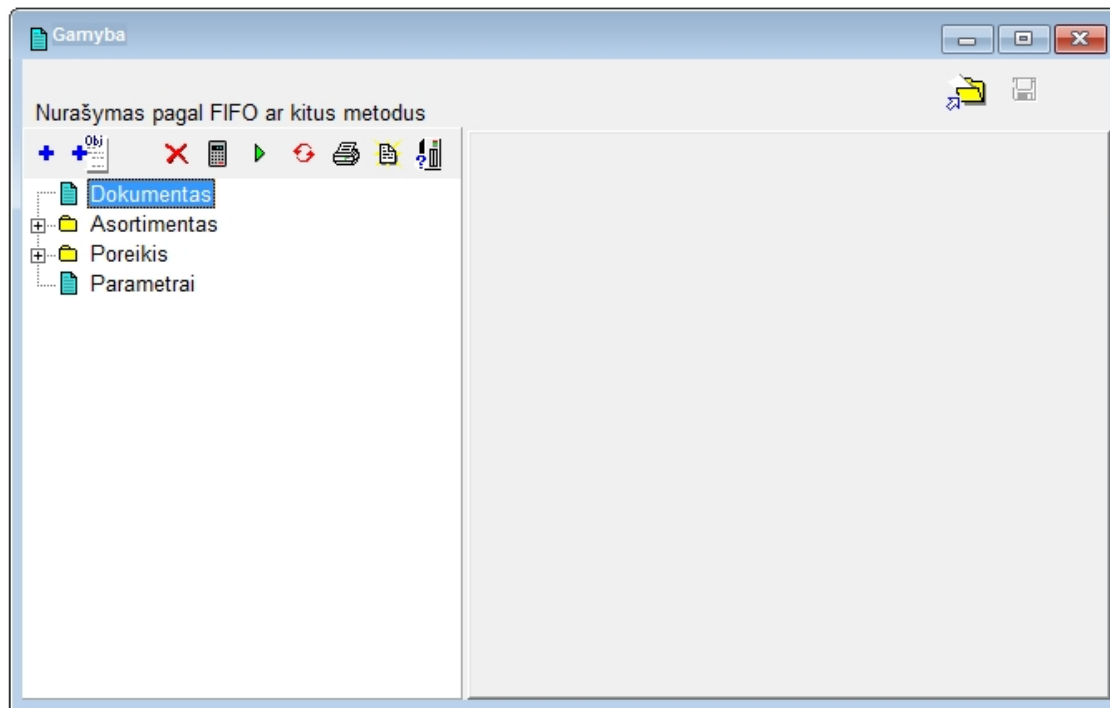 Gamyba
Nurašymas pagal FIFO ar kitus metodus
Obj
Dokumentas
Asortimentas
Poreikis
Parametrai